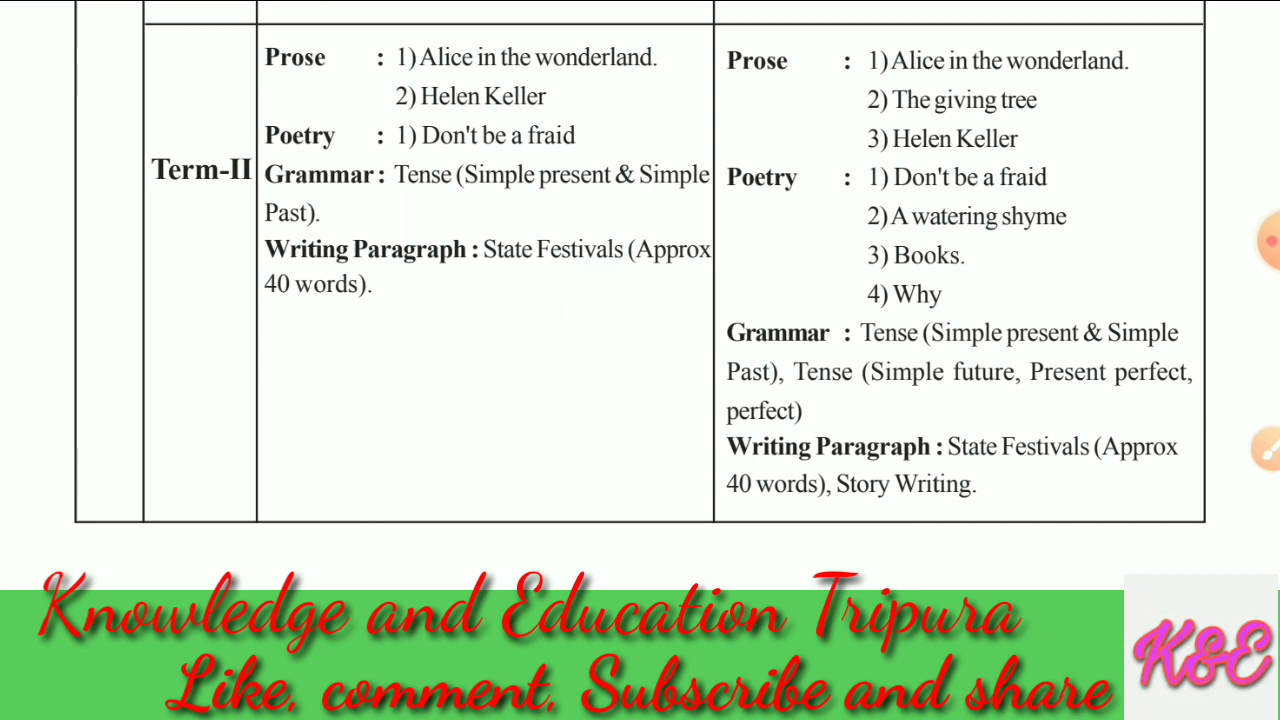 Term-II
Prose : 1) Alice in the wonderland.
2) Helen Keller
Poetry : 1) Don't be a fraid
Grammar : Tense (Simple present & Simple
Past).
Writing Paragraph : State Festivals (Approx
40 words).
Prose : 1) Alice in the wonderland.
2) The giving tree
3) Helen Keller
Poetry : 1) Don't be a fraid
2) A watering shyme
3) Books.
4) Why
Grammar : Tense (Simple present & Simple
Past), Tense (Simple future, Present perfect,
perfect)
Writing Paragraph : State Festivals (Approx
40 words), Story Writing.
Knowledge and Education Tripura
Like, comment, Subscribe and share
K&E